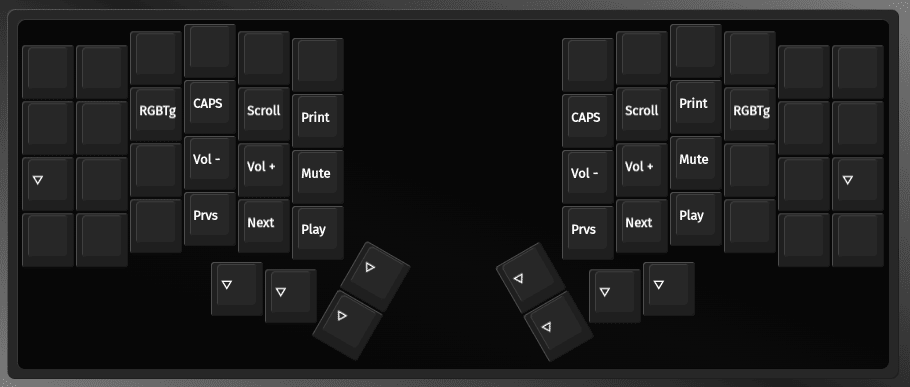 RGBTg CAPS Scroll Print
▽ Vol - Vol + Mute
Prvs Next Play
▽ ▽ ▷
▷
CAPS Scroll Print RGBTg
Vol - Vol + Mute ▽
Prvs Next Play
◁ ▽ ▽
◁